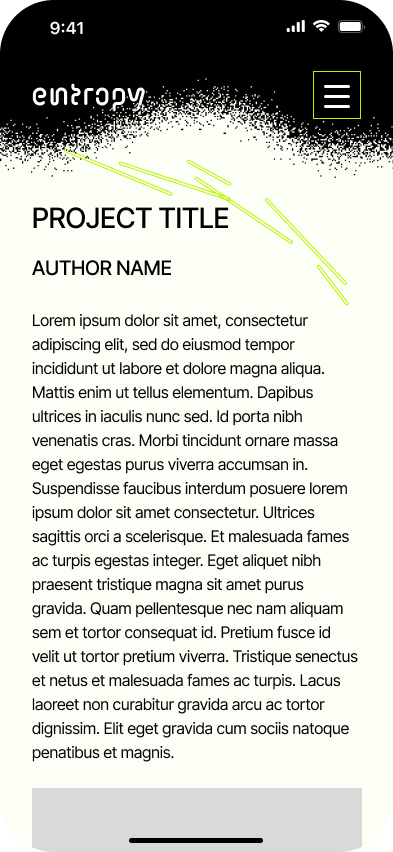 9:41
entropy
PROJECT TITLE
AUTHOR NAME
Lorem ipsum dolor sit amet, consectetur
adipiscing elit, sed do eiusmod tempor
incididunt ut labore et dolore magna aliqua.
Mattis enim ut tellus elementum. Dapibus
ultrices in iaculis nunc sed. Id porta nibh
venenatis cras. Morbi tincidunt ornare massa
eget egestas purus viverra accumsan in.
Suspendisse faucibus interdum posuere lorem
ipsum dolor sit amet consectetur. Ultrices
sagittis orci a scelerisque. Et malesuada fames
ac turpis egestas integer. Eget aliquet nibh
praesent tristique magna sit amet purus
gravida. Quam pellentesque nec nam aliquam
sem et tortor consequat id. Pretium fusce id
velit ut tortor pretium viverra. Tristique senectus
et netus et malesuada fames ac turpis. Lacus
laoreet non curabitur gravida arcu ac tortor
dignissim. Elit eget gravida cum sociis natoque
penatibus et magnis.